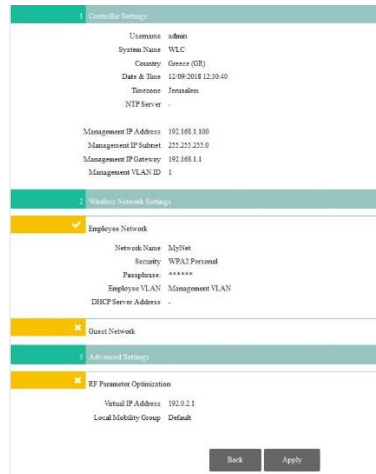 1 Controller Settings
Username admin
System Name WLC
Country Greece (GR)
Date & Time 12/09/2018 12:30:40
Timezone Jerusalem
NTP Server -
Management IP Address 192.168.1.100
Management IP Subnet 255.255.255.0
Management IP Gateway 192.168.1.1
Management VLAN ID 1
2 Wireless Network Settings
Employee Network
Network Name MyNet
Security WPA2 Personal
Passphrase: ******
Employee VLAN Management VLAN
DHCP Server Address -
Guest Network
3 Advanced Settings
RF Parameter Optimization
Virtual IP Address 192.0.2.1
Local Mobility Group Default
Back Apply